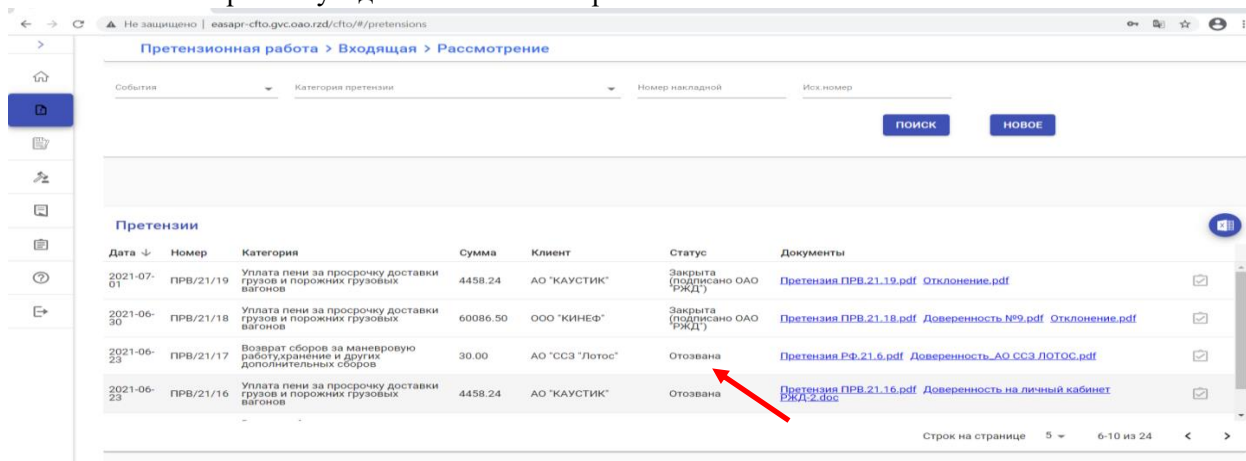 Не защищено | easapr-cfto.gvc.oao.rzd/cfto/#/pretensions
Претензионная работа > Входящая > Рассмотрение
События Категория претензии Номер накладной Исх.номер
ПОИСК НОВОЕ
Претензии
Дата ↓ Номер Категория Сумма Клиент Статус Документы
2021-07-01 ПРВ/21/19 Уплата пени за просрочку доставки грузов и порожних грузовых вагонов 4458.24 АО "КАУСТИК" Закрыта (подписано ОАО "РЖД") Претензия ПРВ.21.19.pdf Отклонение.pdf
2021-06-30 ПРВ/21/18 Уплата пени за просрочку доставки грузов и порожних грузовых вагонов 60086.50 ООО "КИНЕФ" Закрыта (подписано ОАО "РЖД") Претензия ПРВ.21.18.pdf Доверенность №9.pdf Отклонение.pdf
2021-06-23 ПРВ/21/17 Возврат сборов за маневровую работу,хранение и других дополнительных сборов 30.00 АО "ССЗ "Лотос" Отозвана Претензия РФ.21.6.pdf Доверенность_АО ССЗ ЛОТОС.pdf
2021-06-23 ПРВ/21/16 Уплата пени за просрочку доставки грузов и порожних грузовых вагонов 4458.24 АО "КАУСТИК" Отозвана Претензия ПРВ.21.16.pdf Доверенность на личный кабинет РЖД-2.doc
Строк на странице 5 6-10 из 24 < >